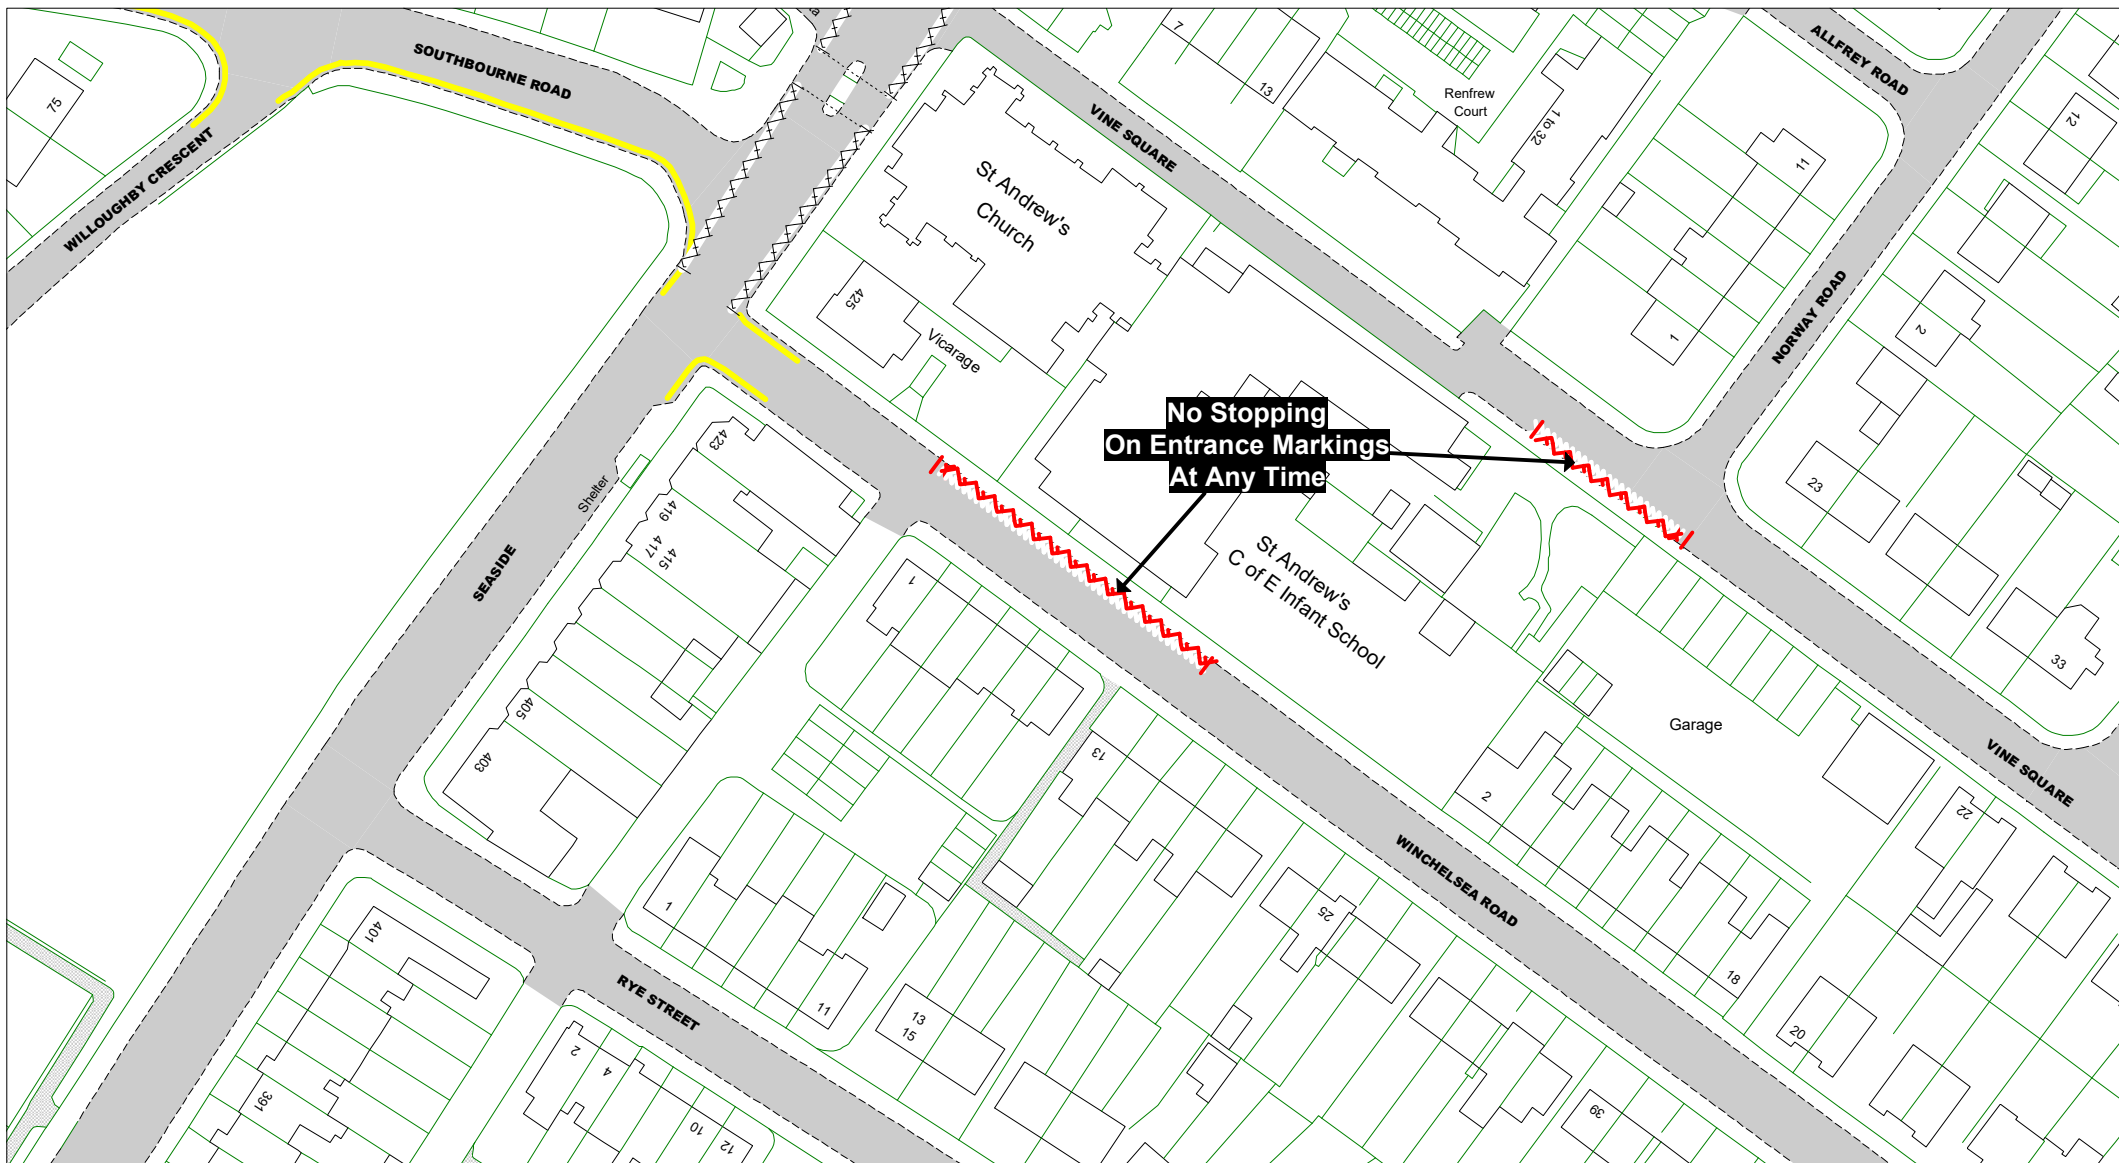 SOUTHBOURNE ROAD
75
WILLOUGHBY CRESCENT
7
13
VINE SQUARE
Renfrew
Court
1 to 32
ALLFREY ROAD
12
11
St Andrew's
Church
425
Vicarage
1
NORWAY ROAD
2
No Stopping
On Entrance Markings
At Any Time
423
Shelter
419
417
415
SEASIDE
1
St Andrew's
C of E Infant School
23
33
405
403
13
Garage
2
VINE SQUARE
22
WINCHELSEA ROAD
1
25
401
11
18
RYE STREET
13
15
20
2
4
391
10
12
39